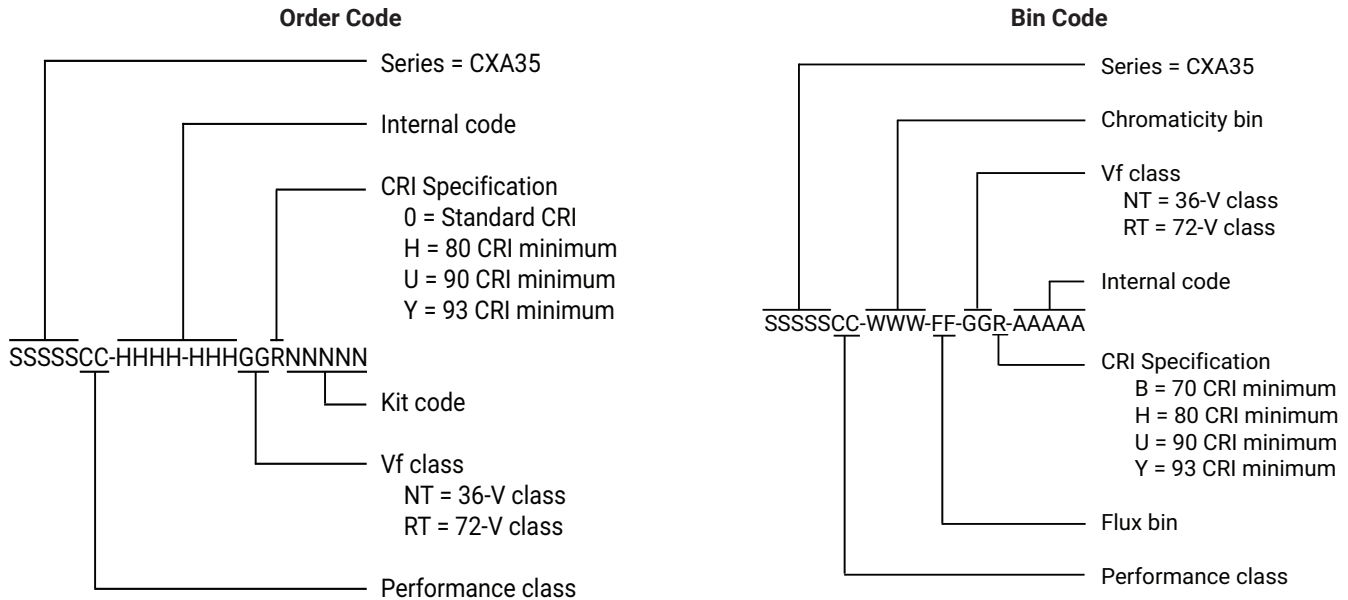 Order Code
Series = CXA35
Internal code
CRI Specification
0 = Standard CRI
H = 80 CRI minimum
U = 90 CRI minimum
Y = 93 CRI minimum
SSSSSCC-HHHH-HHHGGRNNNNN
Kit code
Vf class
NT = 36-V class
RT = 72-V class
Performance class
Bin Code
Series = CXA35
Chromaticity bin
Vf class
NT = 36-V class
RT = 72-V class
Internal code
SSSSSCC-WWW-FF-GGR-AAAAA
CRI Specification
B = 70 CRI minimum
H = 80 CRI minimum
U = 90 CRI minimum
Y = 93 CRI minimum
Flux bin
Performance class